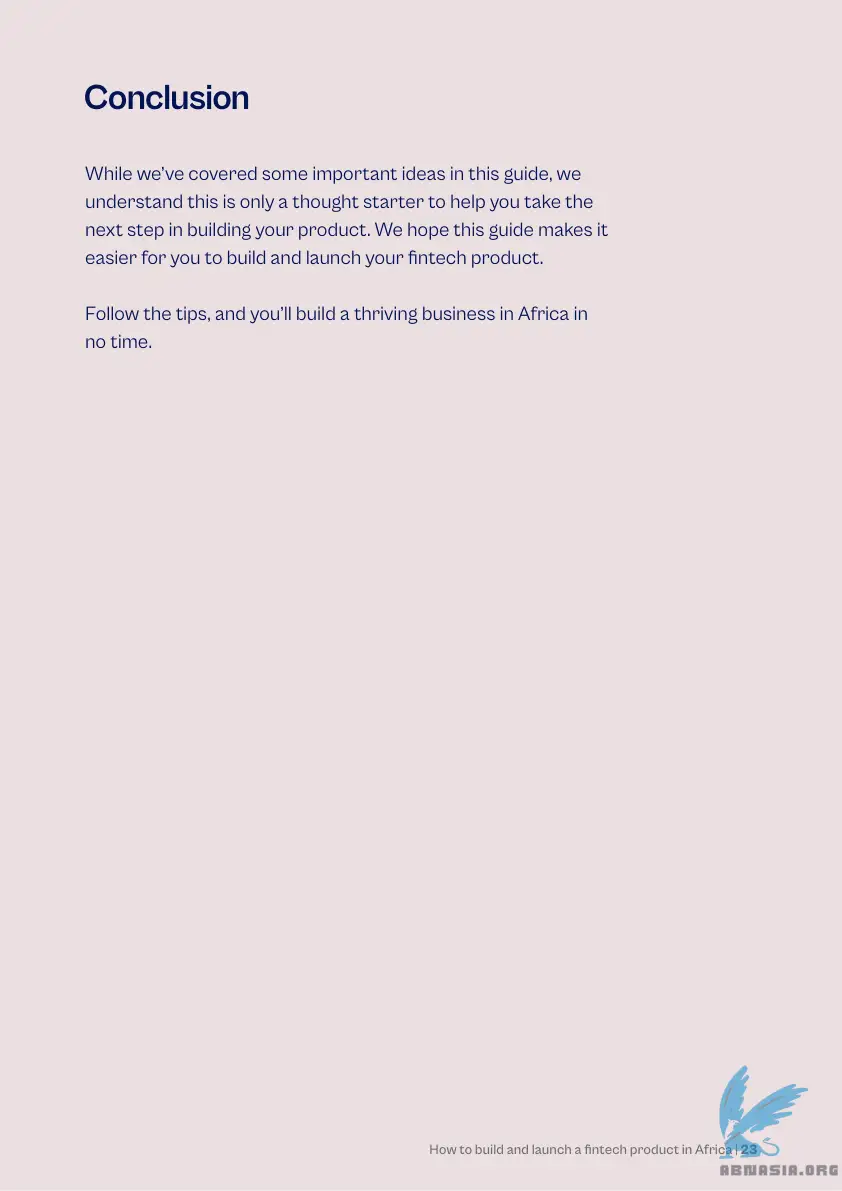 Conclusion
While we’ve covered some important ideas in this guide, we
understand this is only a thought starter to help you take the
next step in building your product. We hope this guide makes it
easier for you to build and launch your fintech product.
Follow the tips, and you’ll build a thriving business in Africa in
no time.
How to build and launch a fintech product in Africa | 23
ABNASIA.ORG